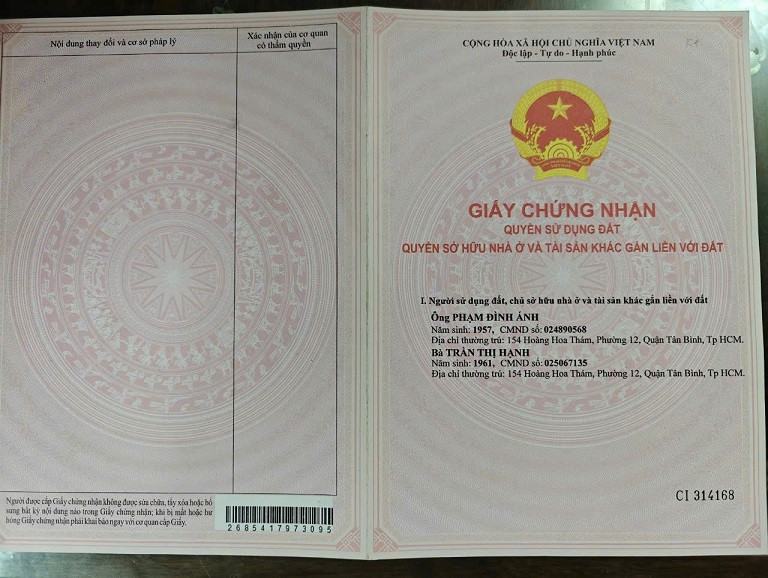 Nội dung thay đổi và cơ sở pháp lý
Xác nhận của cơ quan
có thẩm quyền
Người được cấp Giấy chứng nhận không được sửa chữa, tẩy xóa hoặc bổ
sung bất kỳ nội dung nào trong Giấy chứng nhận; khi bị mất hoặc hư
hỏng Giấy chứng nhận phải khai báo ngay với cơ quan cấp Giấy.
2685417973095
CỘNG HÒA XÃ HỘI CHỦ NGHĨA VIỆT NAM
Độc lập - Tự do - Hạnh phúc
GIẤY CHỨNG NHẬN
QUYỀN SỬ DỤNG ĐẤT
QUYỀN SỞ HỮU NHÀ Ở VÀ TÀI SẢN KHÁC GẮN LIỀN VỚI ĐẤT
I. Người sử dụng đất, chủ sở hữu nhà ở và tài sản khác gắn liền với đất
Ông PHẠM ĐÌNH ẢNH
Năm sinh: 1957, CMND số: 024890568
Địa chỉ thường trú: 154 Hoàng Hoa Thám, Phường 12, Quận Tân Bình, Tp HCM.
Bà TRẦN THỊ HẠNH
Năm sinh: 1961, CMND số: 025067135
Địa chỉ thường trú: 154 Hoàng Hoa Thám, Phường 12, Quận Tân Bình, Tp HCM.
CI 314168